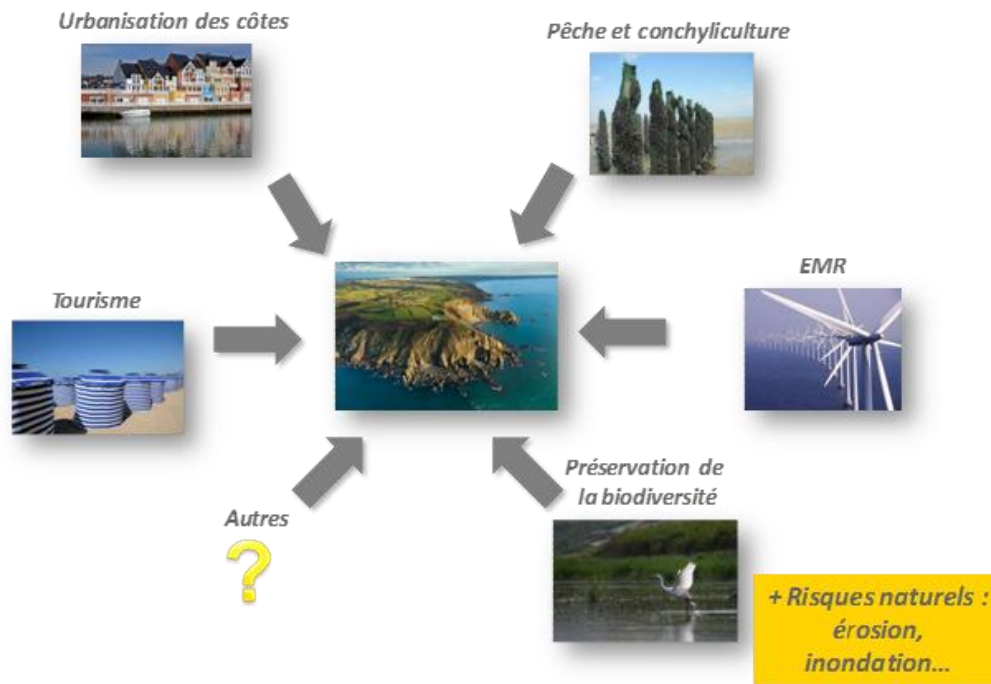 Urbanisation des côtes
Pêche et conchyliculture
Tourisme
EMR
Autres
?
Préservation de
la biodiversité
+ Risques naturels :
érosion,
inondation...